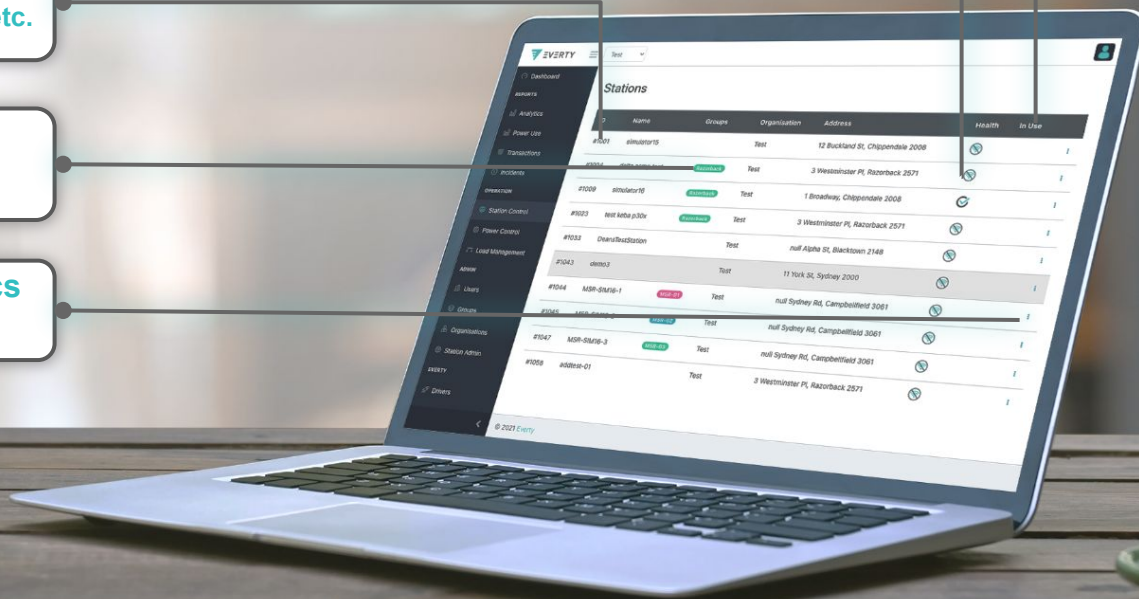 etc.
cs
EVERTY
Test
Dashboard
REPORTS
Analytics
Power Use
Transactions
Incidents
OPERATION
Station Control
Power Control
Load Management
ADMIN
Users
Groups
Organisations
Station Admin
EVERTY
Drivers
Stations
Name Groups Organisation Address Health In Use
#1001 simulator15 Test 12 Buckland St, Chippendale 2008
Razorback Test 3 Westminster Pl, Razorback 2571
#1009 simulator16 Razorback Test 1 Broadway, Chippendale 2008
#1023 test keba p30x Razorback Test 3 Westminster Pl, Razorback 2571
#1033 DeansTestStation Test null Alpha St, Blacktown 2148
#1043 demo3 Test 11 York St, Sydney 2000
#1044 MSR-SIM16-1 MSR-01 Test null Sydney Rd, Campbellfield 3061
#1045 Test null Sydney Rd, Campbellfield 3061
#1047 MSR-SIM16-3 MSR-03 Test null Sydney Rd, Campbellfield 3061
#1058 addtest-01 Test 3 Westminster Pl, Razorback 2571
© 2021 Everty